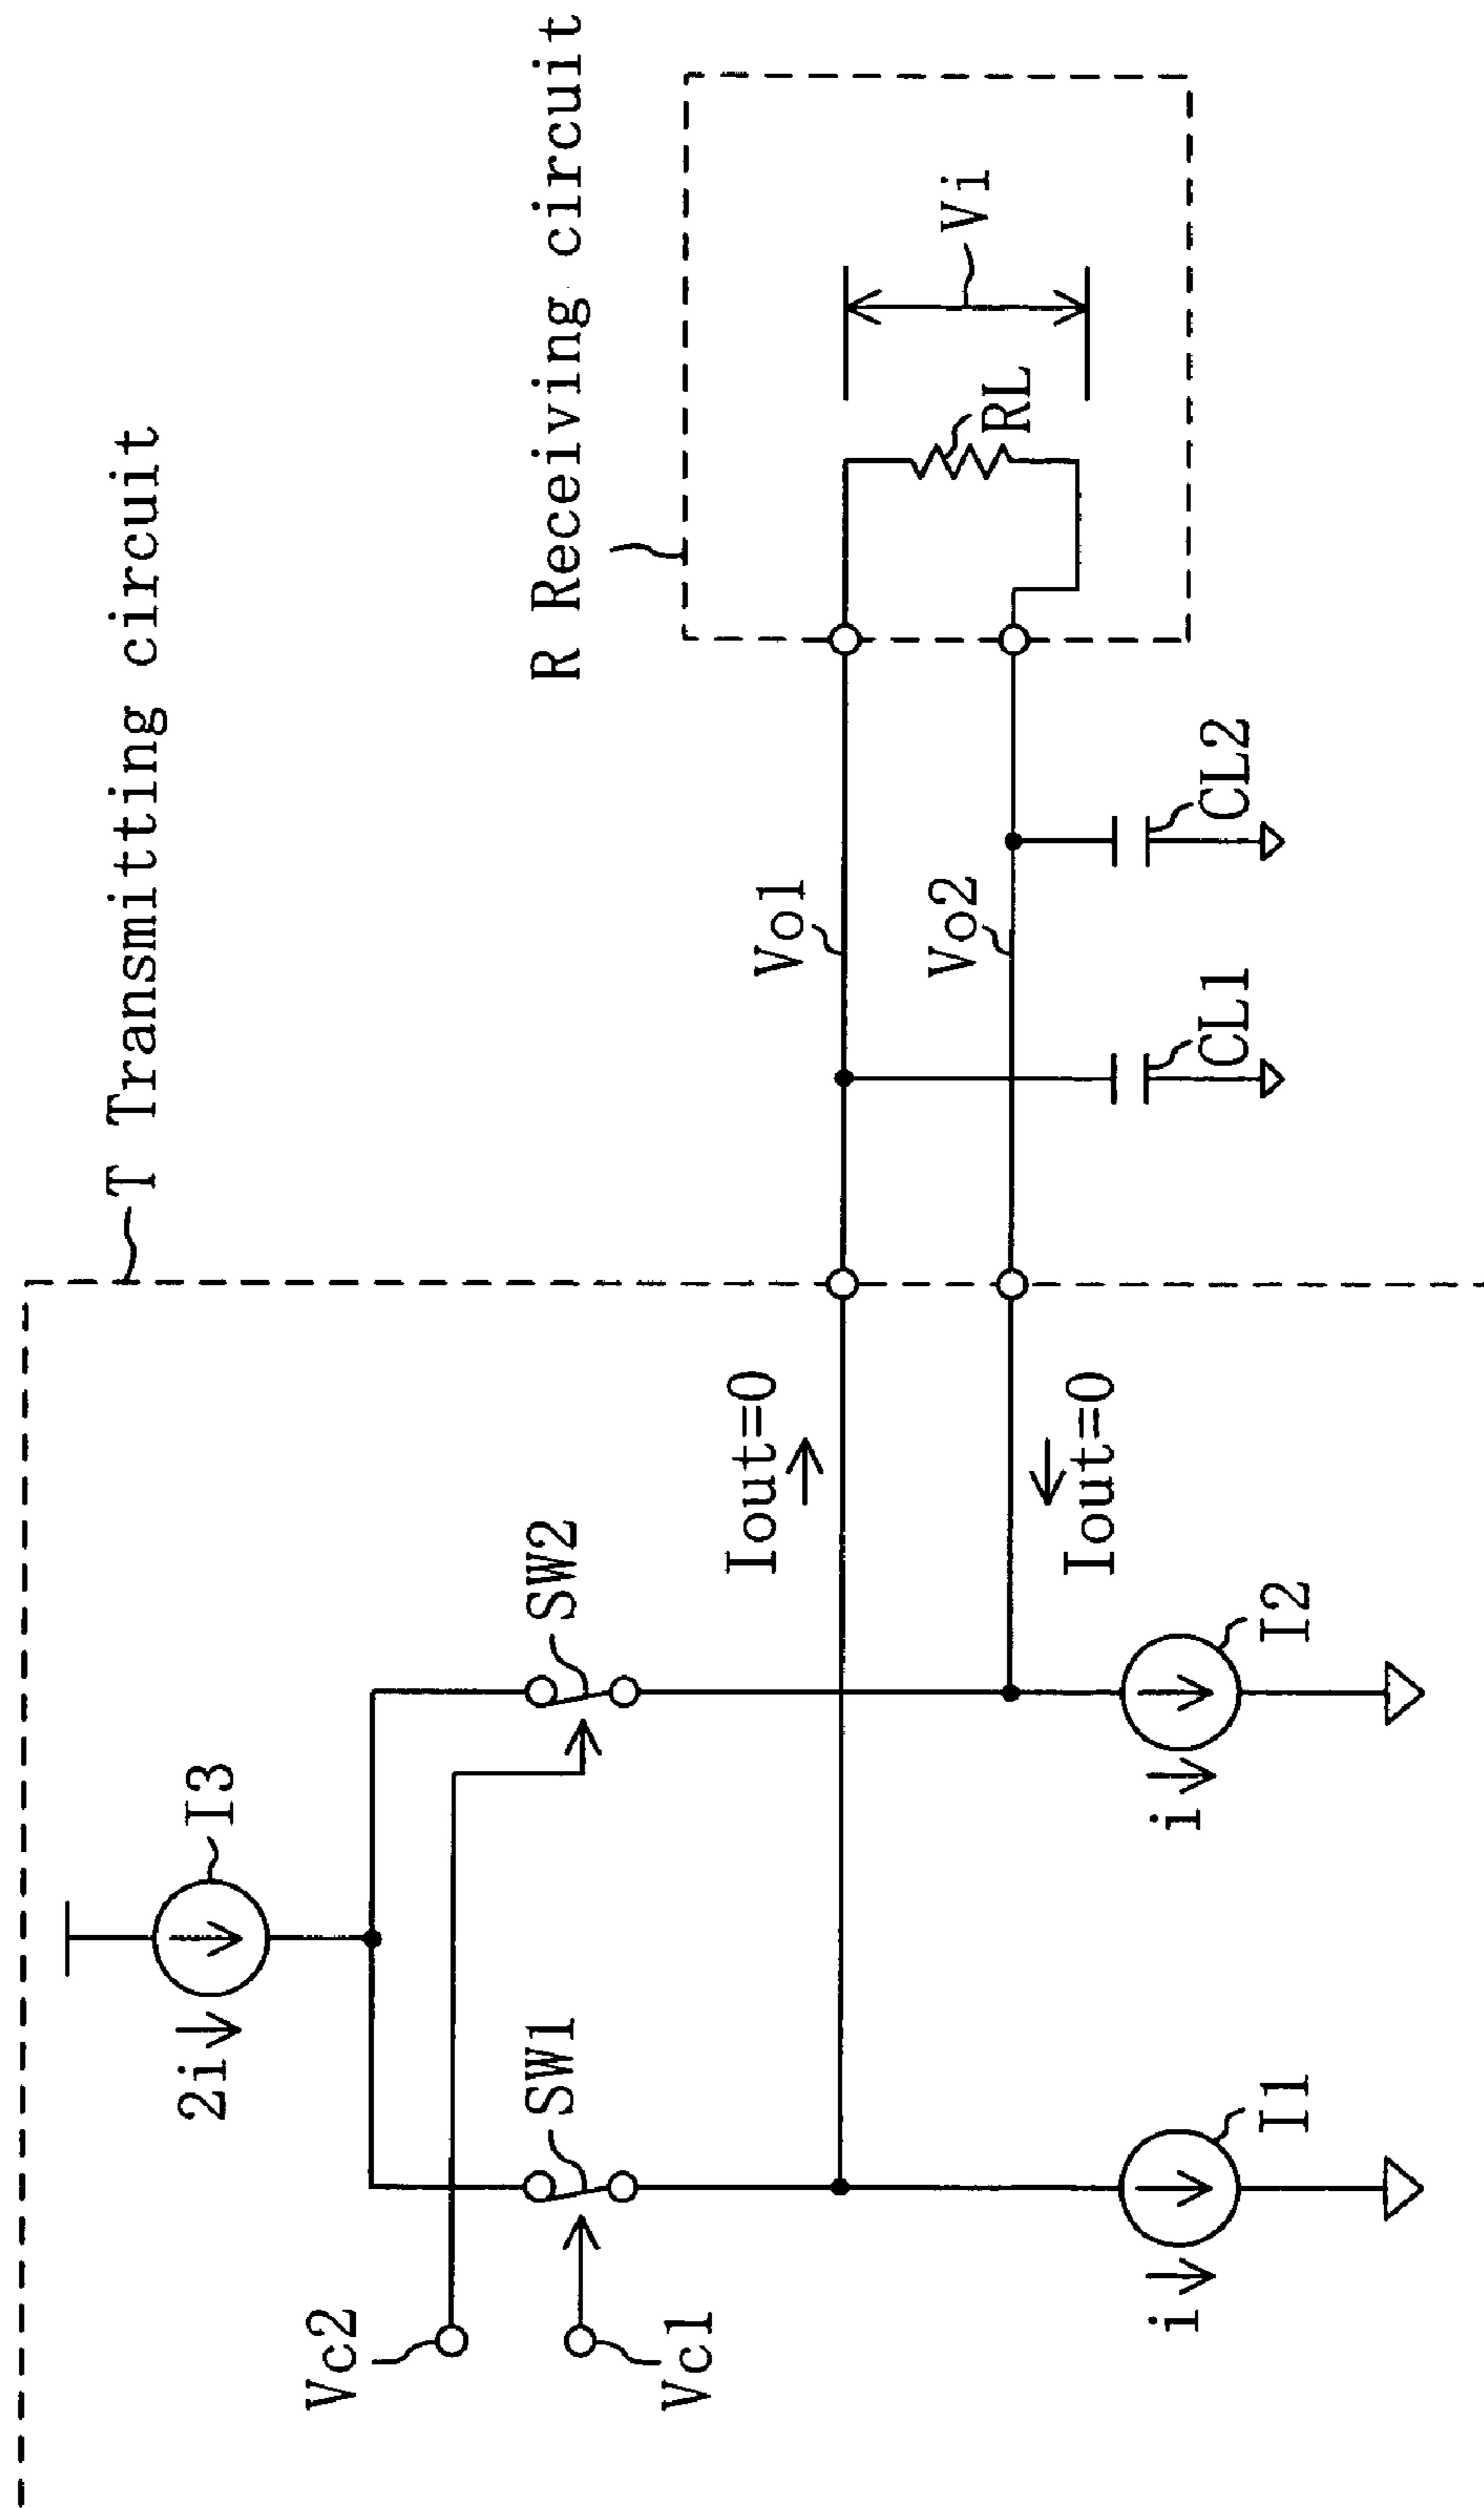 T Transmitting circuit
R Receiving circuit
2i
I3
Vc2
Vc1
SW1
SW2
Iout=0
Iout=0
Vo1
Vo2
Vi
RL
i
I1
i
I2
CL1
CL2